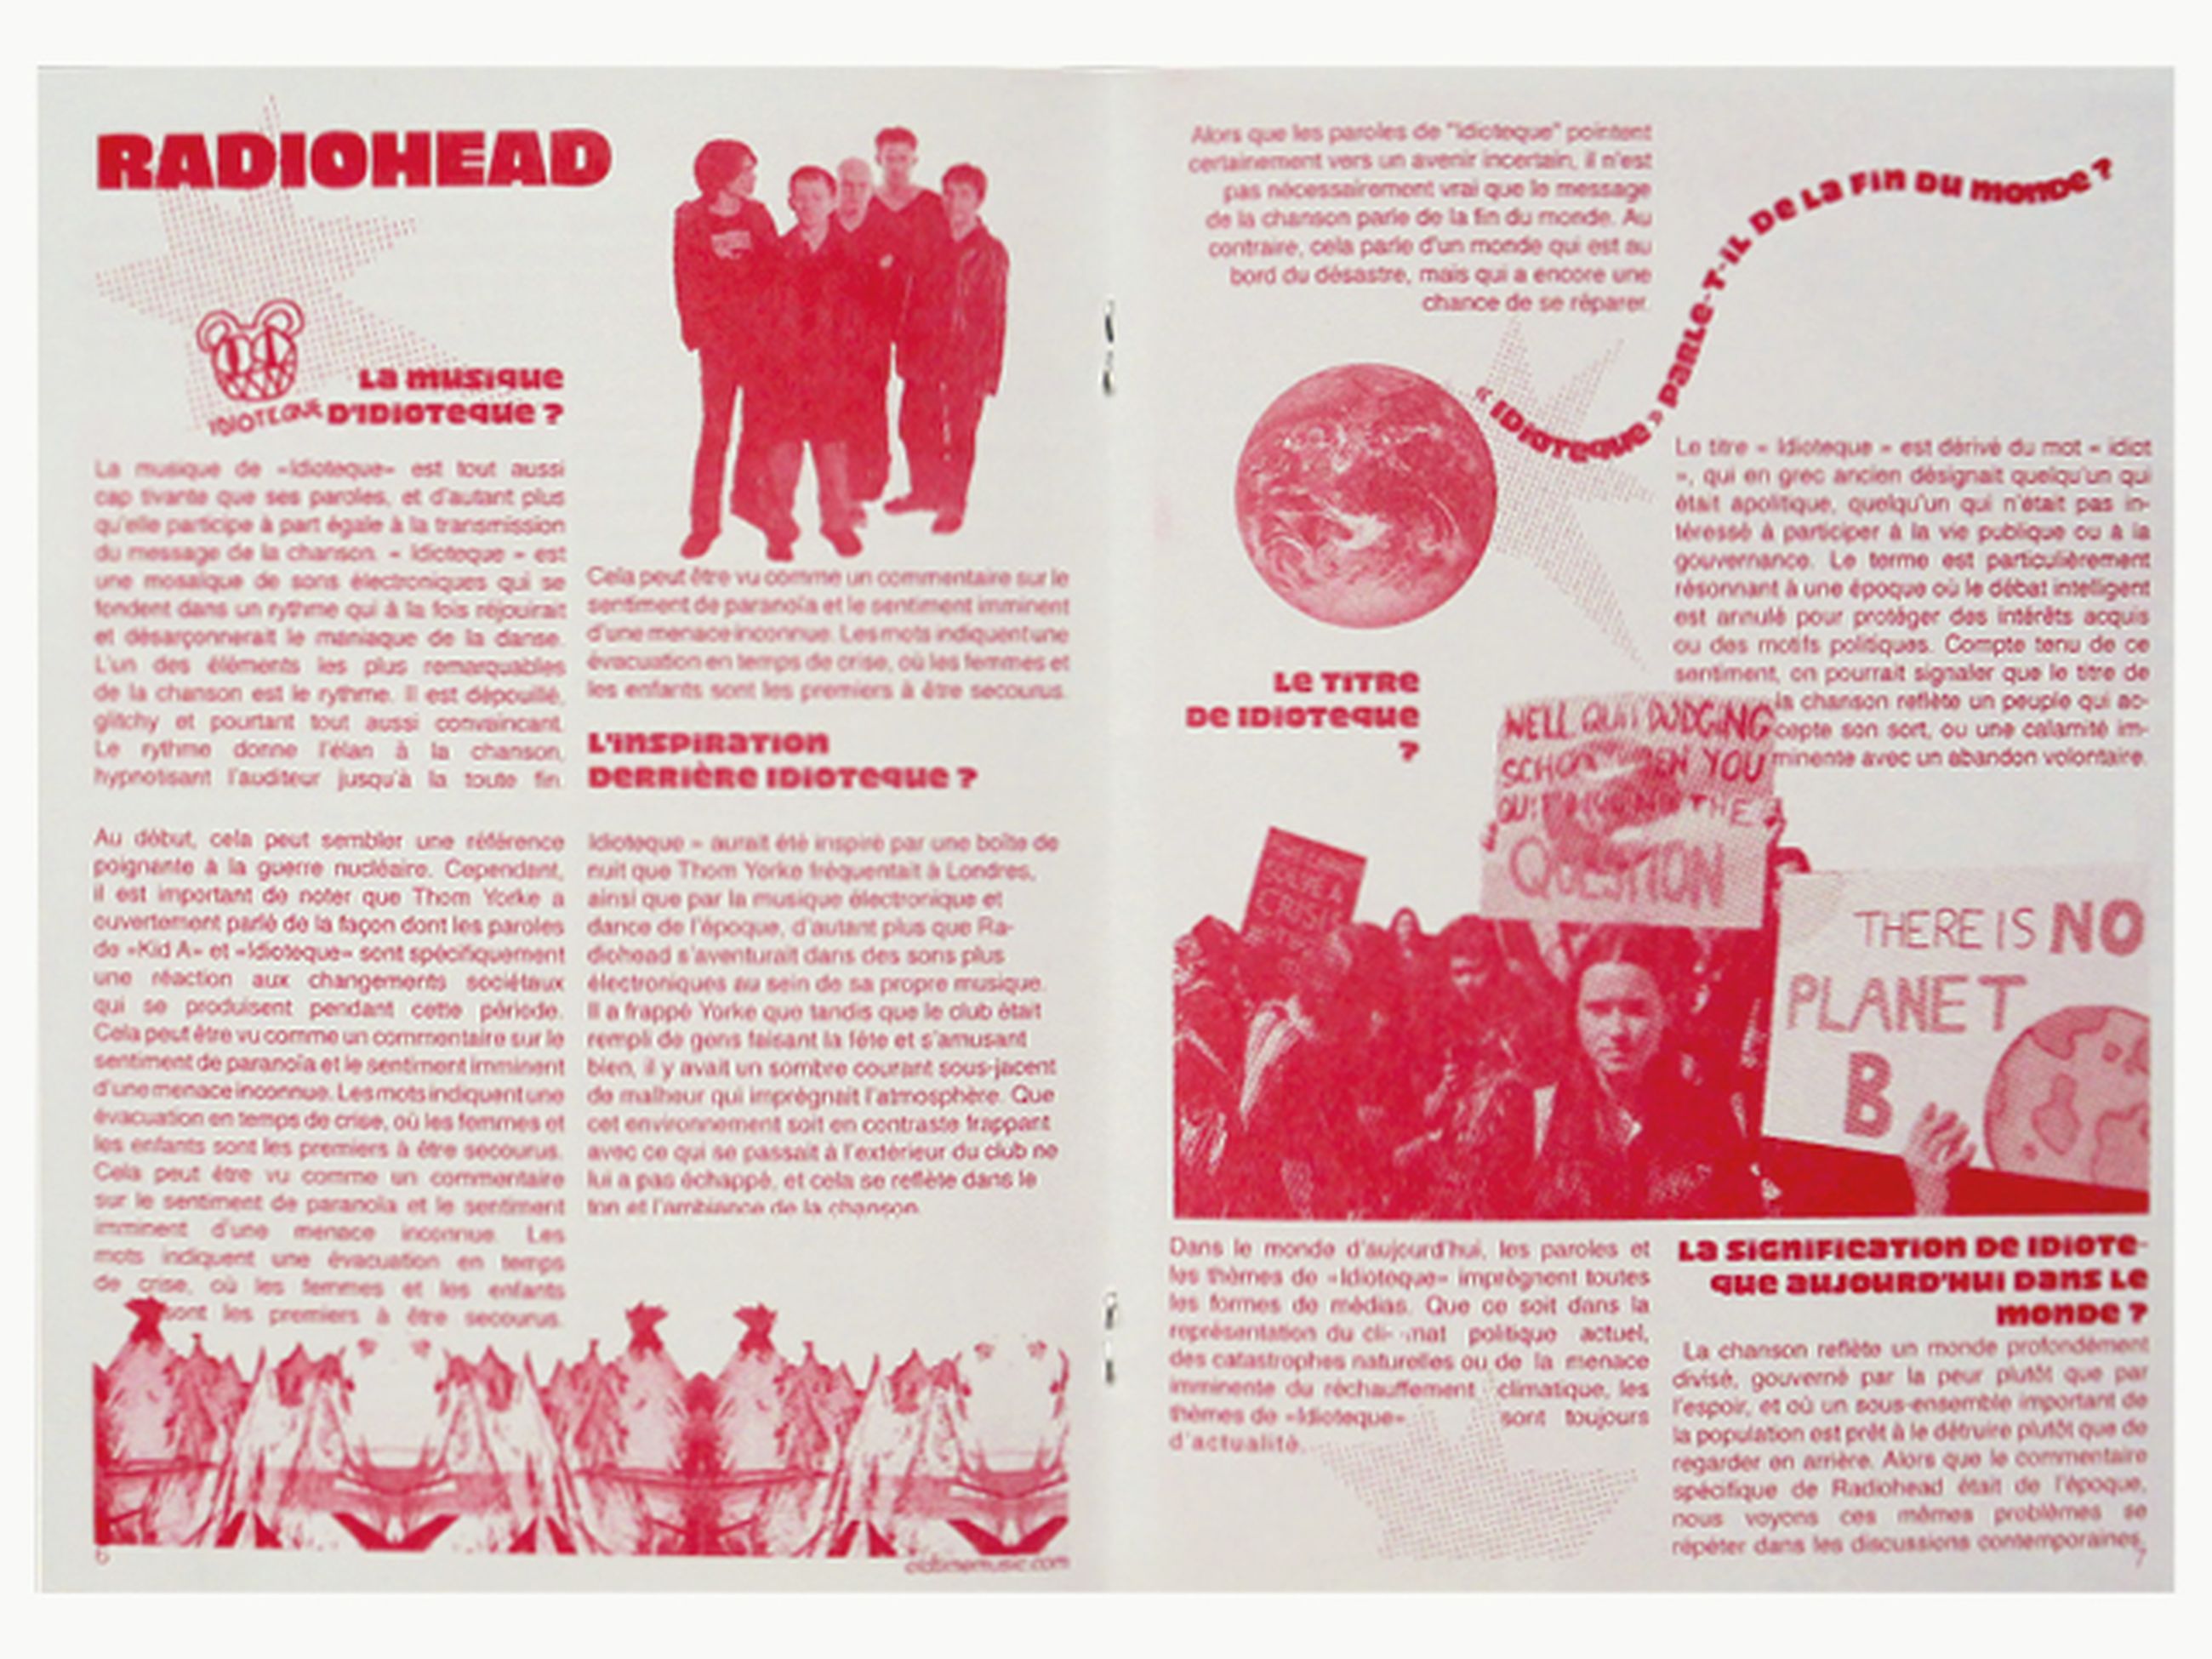 RADIOHEAD
IDIOTEQUE
La musique
D'IDIOTEQUE ?
La musique de «Idioteque» est tout aussi
cap tivante que ses paroles, et d'autant plus
qu'elle participe à part égale à la transmission
du message de la chanson. « Idioteque » est
une mosaïque de sons électroniques qui se
fondent dans un rythme qui à la fois réjouirait
et désarçonnerait le maniaque de la danse.
L'un des éléments les plus remarquables
de la chanson est le rythme. Il est dépouillé,
glitchy et pourtant tout aussi convaincant.
Le rythme donne l'élan à la chanson,
hypnotisant l'auditeur jusqu'à la toute fin.
Au début, cela peut sembler une référence
poignante à la guerre nucléaire. Cependant,
il est important de noter que Thom Yorke a
ouvertement parlé de la façon dont les paroles
de «Kid A» et «Idioteque» sont spécifiquement
une réaction aux changements sociétaux
qui se produisent pendant cette période.
Cela peut être vu comme un commentaire sur le
sentiment de paranoïa et le sentiment imminent
d'une menace inconnue. Les mots indiquent une
évacuation en temps de crise, où les femmes et
les enfants sont les premiers à être secourus.
Cela peut être vu comme un commentaire
sur le sentiment de paranoïa et le sentiment
imminent d'une menace inconnue. Les
mots indiquent une évacuation en temps
de crise, où les femmes et les enfants
sont les premiers à être secourus.
6
Cela peut être vu comme un commentaire sur le
sentiment de paranoïa et le sentiment imminent
d'une menace inconnue. Les mots indiquent une
évacuation en temps de crise, où les femmes et
les enfants sont les premiers à être secourus.
L'INSPIRATION
DERRIÈRE IDIOTEQUE ?
Idioteque » aurait été inspiré par une boîte de
nuit que Thom Yorke fréquentait à Londres,
ainsi que par la musique électronique et
dance de l'époque, d'autant plus que Ra-
diohead s'aventurait dans des sons plus
électroniques au sein de sa propre musique.
Il a frappé Yorke que tandis que le club était
rempli de gens faisant la fête et s'amusant
bien, il y avait un sombre courant sous-jacent
de malheur qui imprégnait l'atmosphère. Que
cet environnement soit en contraste frappant
avec ce qui se passait à l'extérieur du club ne
lui a pas échappé, et cela se reflète dans le
ton et l'ambiance de la chanson.
oldtimemusic.com
Alors que les paroles de "Idioteque" pointent
certainement vers un avenir incertain, il n'est
pas nécessairement vrai que le message
de la chanson parle de la fin du monde. Au
contraire, cela parle d'un monde qui est au
bord du désastre, mais qui a encore une
chance de se réparer.
« IDIOTEQUE » PARLE-T-IL DE LA FIN DU MONDE ?
LE TITRE
DE IDIOTEQUE
?
Le titre « Idioteque » est dérivé du mot « idiot
», qui en grec ancien désignait quelqu'un qui
était apolitique, quelqu'un qui n'était pas in-
téressé à participer à la vie publique ou à la
gouvernance. Le terme est particulièrement
résonnant à une époque où le débat intelligent
est annulé pour protéger des intérêts acquis
ou des motifs politiques. Compte tenu de ce
sentiment, on pourrait signaler que le titre de
la chanson reflète un peuple qui ac-
cepte son sort, ou une calamité im-
minente avec un abandon volontaire.
WELL QUIT DODGING
SCHOOL WHEN YOU
QUIT THE
QUESTION
SOLVE A
CRISIS
THERE IS NO
PLANET
B
Dans le monde d'aujourd'hui, les paroles et
les thèmes de «Idioteque» imprègnent toutes
les formes de médias. Que ce soit dans la
représentation du cli- mat politique actuel,
des catastrophes naturelles ou de la menace
imminente du réchauffement climatique, les
thèmes de «Idioteque» sont toujours
d'actualité.
La SIGNIFICATION DE IDIOTE-
QUE AUJOURD'HUI DANS LE
MONDE ?
La chanson reflète un monde profondément
divisé, gouverné par la peur plutôt que par
l'espoir, et où un sous-ensemble important de
la population est prêt à le détruire plutôt que de
regarder en arrière. Alors que le commentaire
spécifique de Radiohead était de l'époque,
nous voyons ces mêmes problèmes se
répéter dans les discussions contemporaines.
7